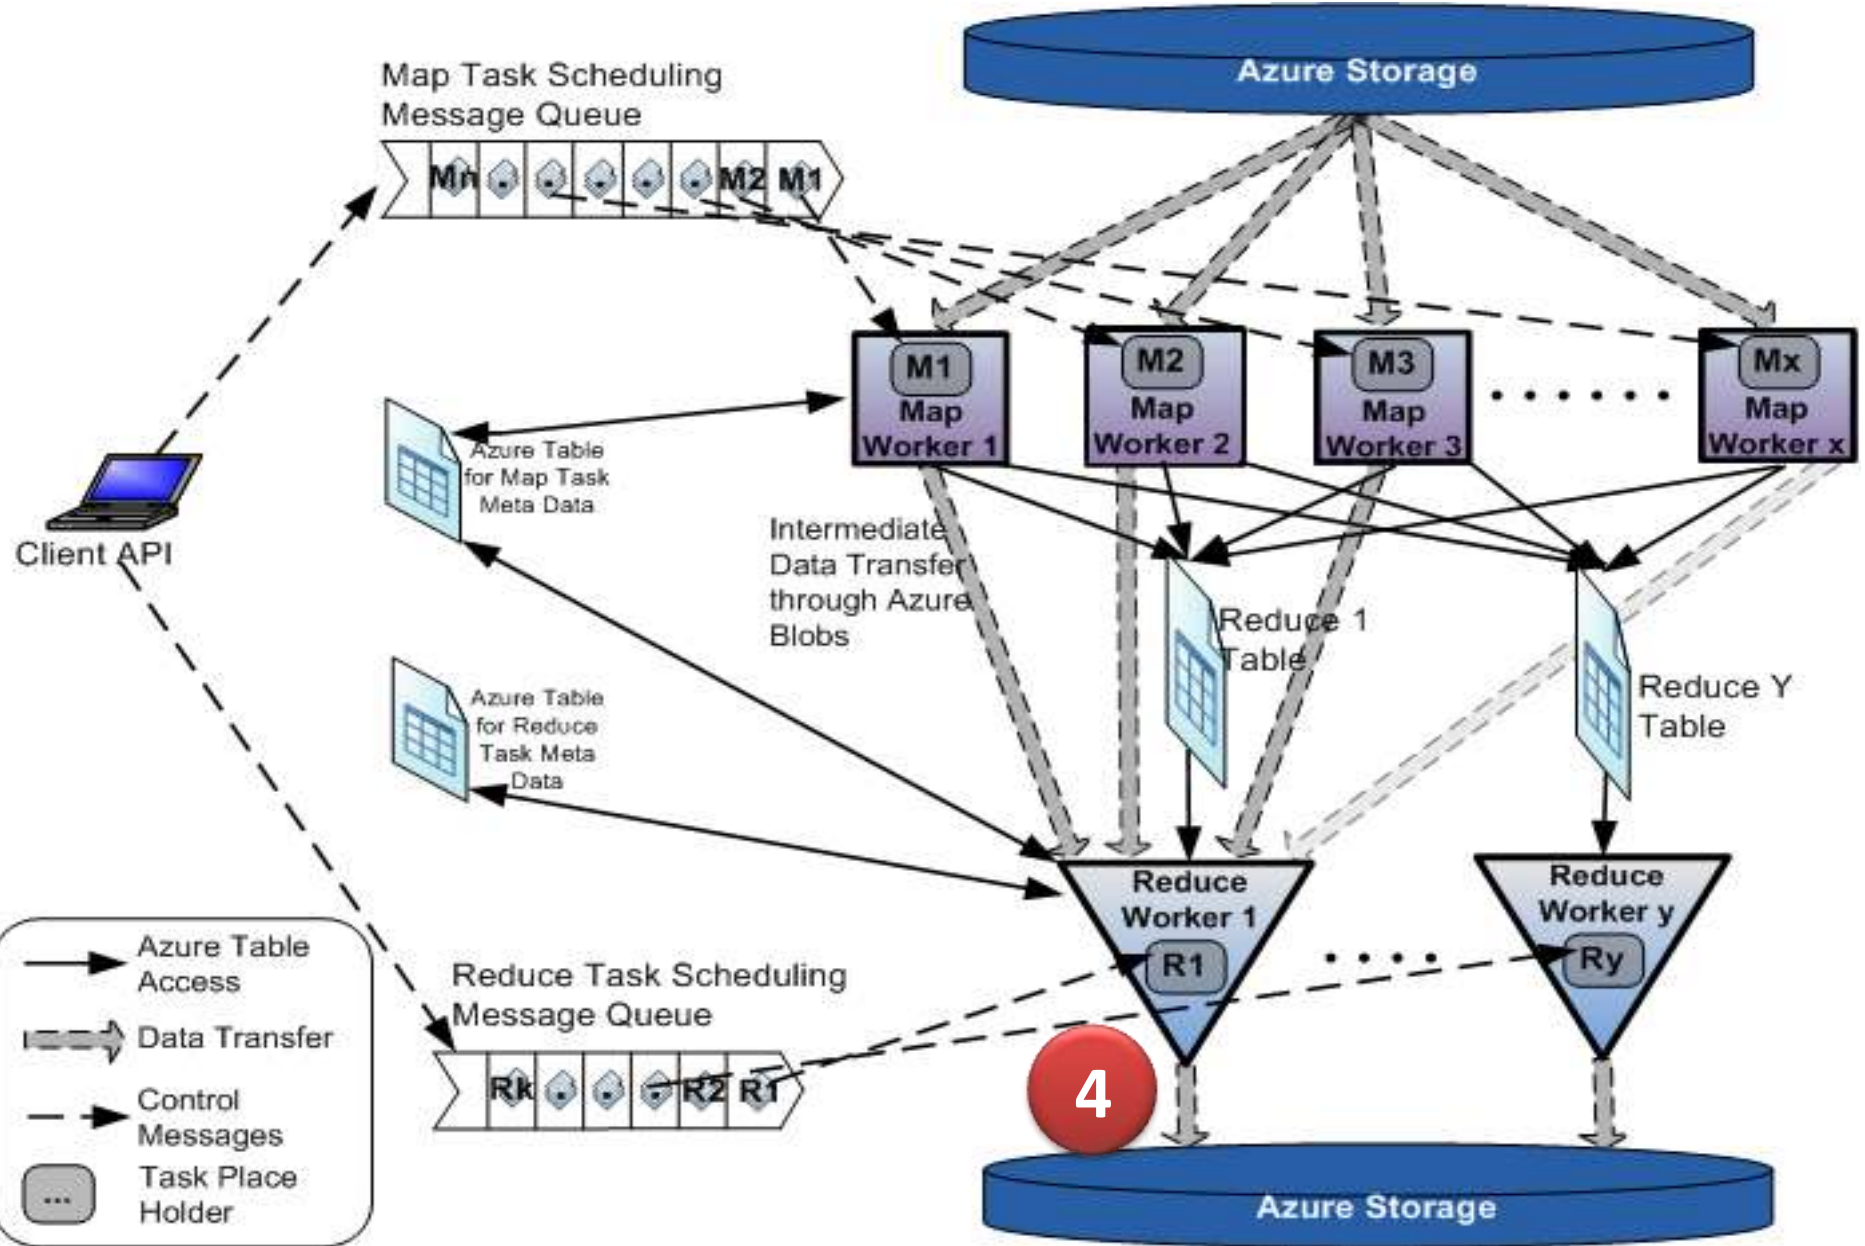 Map Task Scheduling
Message Queue
Azure Storage
Mn
M2
M1
M1
Map
Worker 1
M2
Map
Worker 2
M3
Map
Worker 3
Mx
Map
Worker x
Azure Table
for Map Task
Meta Data
Client API
Intermediate
Data Transfer
through Azure
Blobs
Reduce 1
Table
Reduce Y
Table
Azure Table
for Reduce
Task Meta
Data
Reduce
Worker 1
R1
Reduce
Worker y
Ry
Azure Table
Access
Data Transfer
Control
Messages
...
Task Place
Holder
Reduce Task Scheduling
Message Queue
Rk
R2
R1
4
Azure Storage